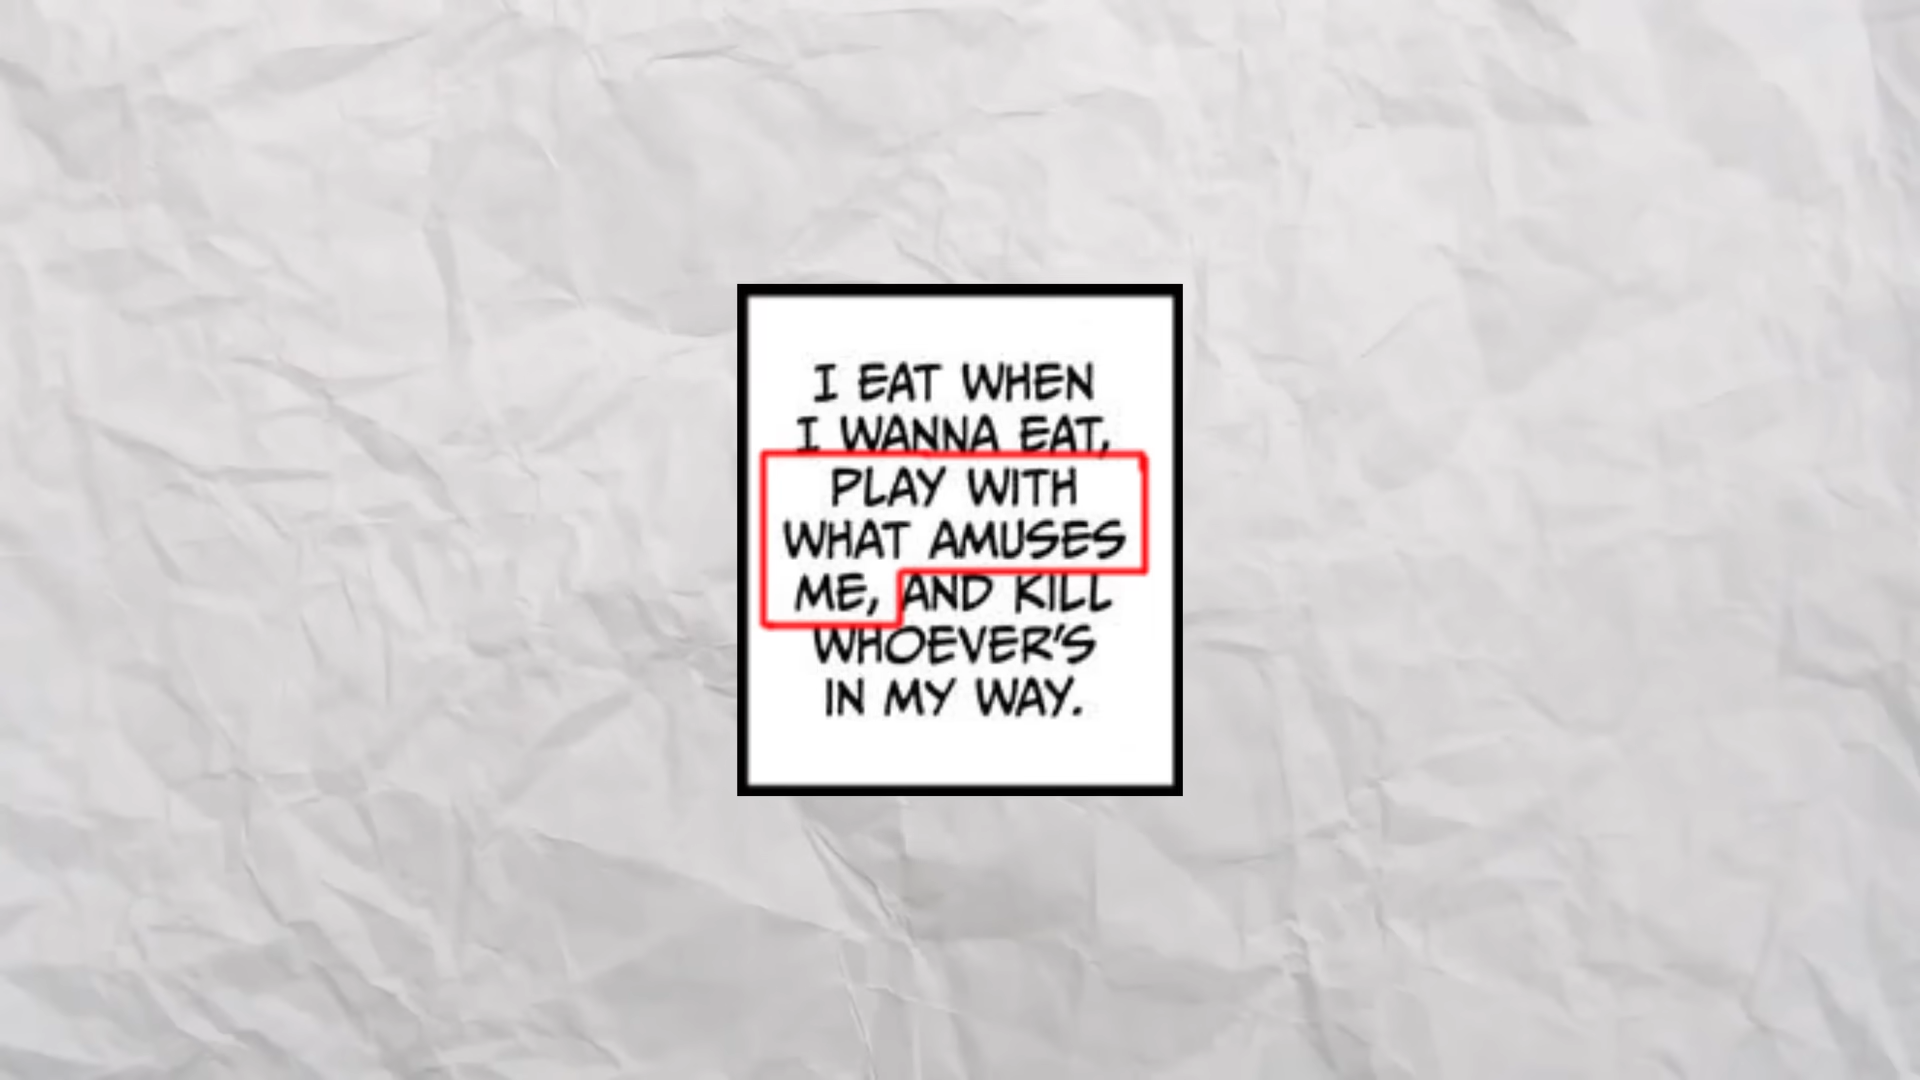 I EAT WHEN
I WANNA EAT,
PLAY WITH
WHAT AMUSES
ME, AND KILL
WHOEVER'S
IN MY WAY.